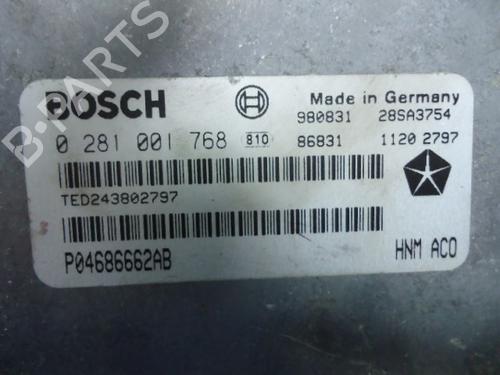 B-PARTS
BOSCH
Made in Germany
980831 28SA3754
0 281 001 768 810 86831 1120 2797
TED243802797
P04686662AB HNM ACO